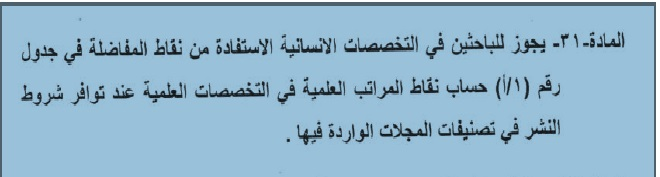 المادة-٣١- يجوز للباحثين في التخصصات الانسانية الاستفادة من نقاط المفاضلة في جدول
رقم (١/أ) حساب نقاط المراتب العلمية في التخصصات العلمية عند توافر شروط
النشر في تصنيفات المجلات الواردة فيها .